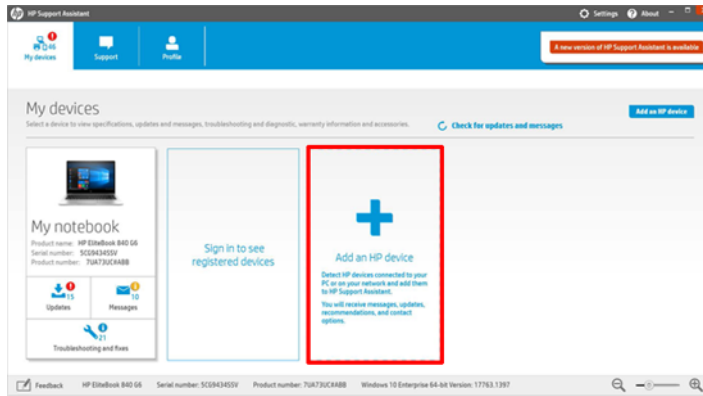 HP Support Assistant
Settings
About
46
My devices
Support
Profile
A new version of HP Support Assistant is available
My devices
Select a device to view specifications, updates and messages, troubleshooting and diagnostic, warranty information and accessories.
Check for updates and messages
Add an HP device
My notebook
Product name: HP EliteBook 840 G6
Serial number: 5CG943455V
Product number: 7UA73UC#ABB
15
Updates
10
Messages
21
Troubleshooting and fixes
Sign in to see
registered devices
Add an HP device
Detect HP devices connected to your
PC or on your network and add them
to HP Support Assistant.
You will receive messages, updates,
recommendations, and contact
options.
Feedback
HP EliteBook 840 G6
Serial number: 5CG943455V
Product number: 7UA73UC#ABB
Windows 10 Enterprise 64-bit Version: 17763.1397